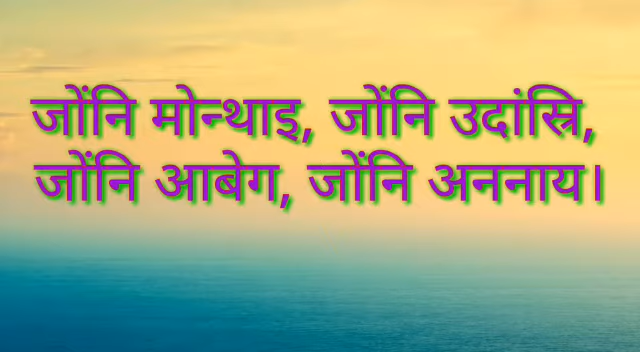 जोंनि मोन्थाइ, जोंनि उदांस्रि,
जोंनि आबेग, जोंनि अननाय।